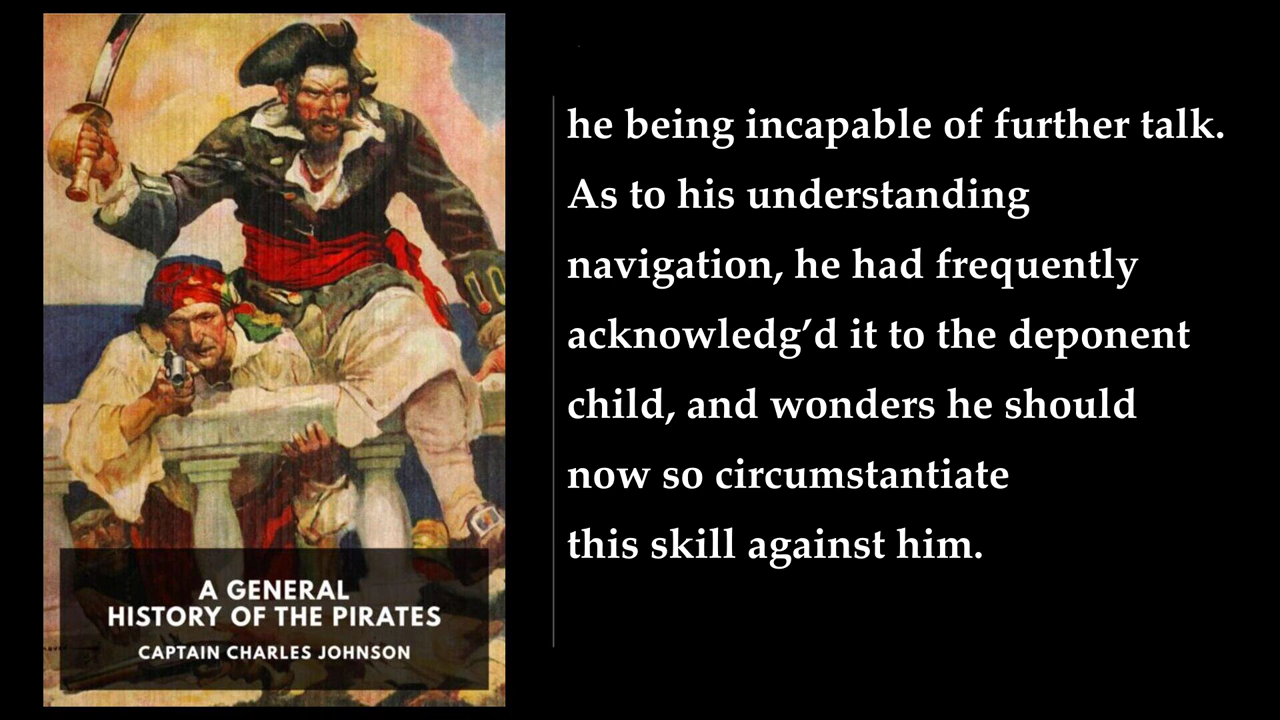 he being incapable of further talk.
As to his understanding
navigation, he had frequently
acknowledg’d it to the deponent
child, and wonders he should
now so circumstantiate
this skill against him.
A GENERAL
HISTORY OF THE PIRATES
CAPTAIN CHARLES JOHNSON